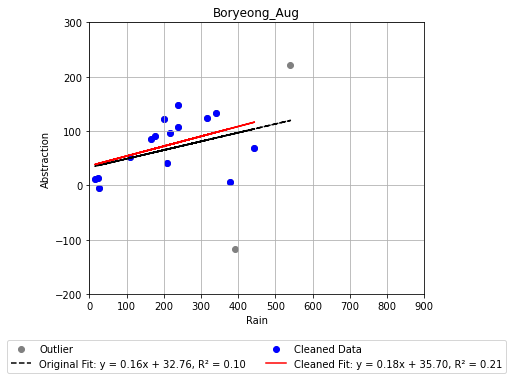 Boryeong_Aug
300
200
100
0
−100
−200
Abstraction
0 100 200 300 400 500 600 700 800 900
Rain
Outlier Cleaned Data
Original Fit: y = 0.16x + 32.76, R² = 0.10 Cleaned Fit: y = 0.18x + 35.70, R² = 0.21